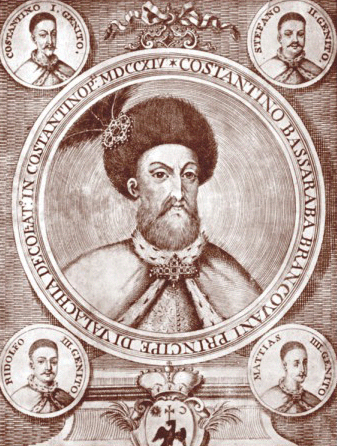 COSTANTINO I.º GENITO.
STEFANO II.GENITO
COSTANTINO BASSARABA BRANCOVANI PRINCIPE DI VALACHIA DECOLAT: IN COSTANTINOP: MDCCXIV *
RIDOLFO III GENITO
MATTIAS IIII GENITO